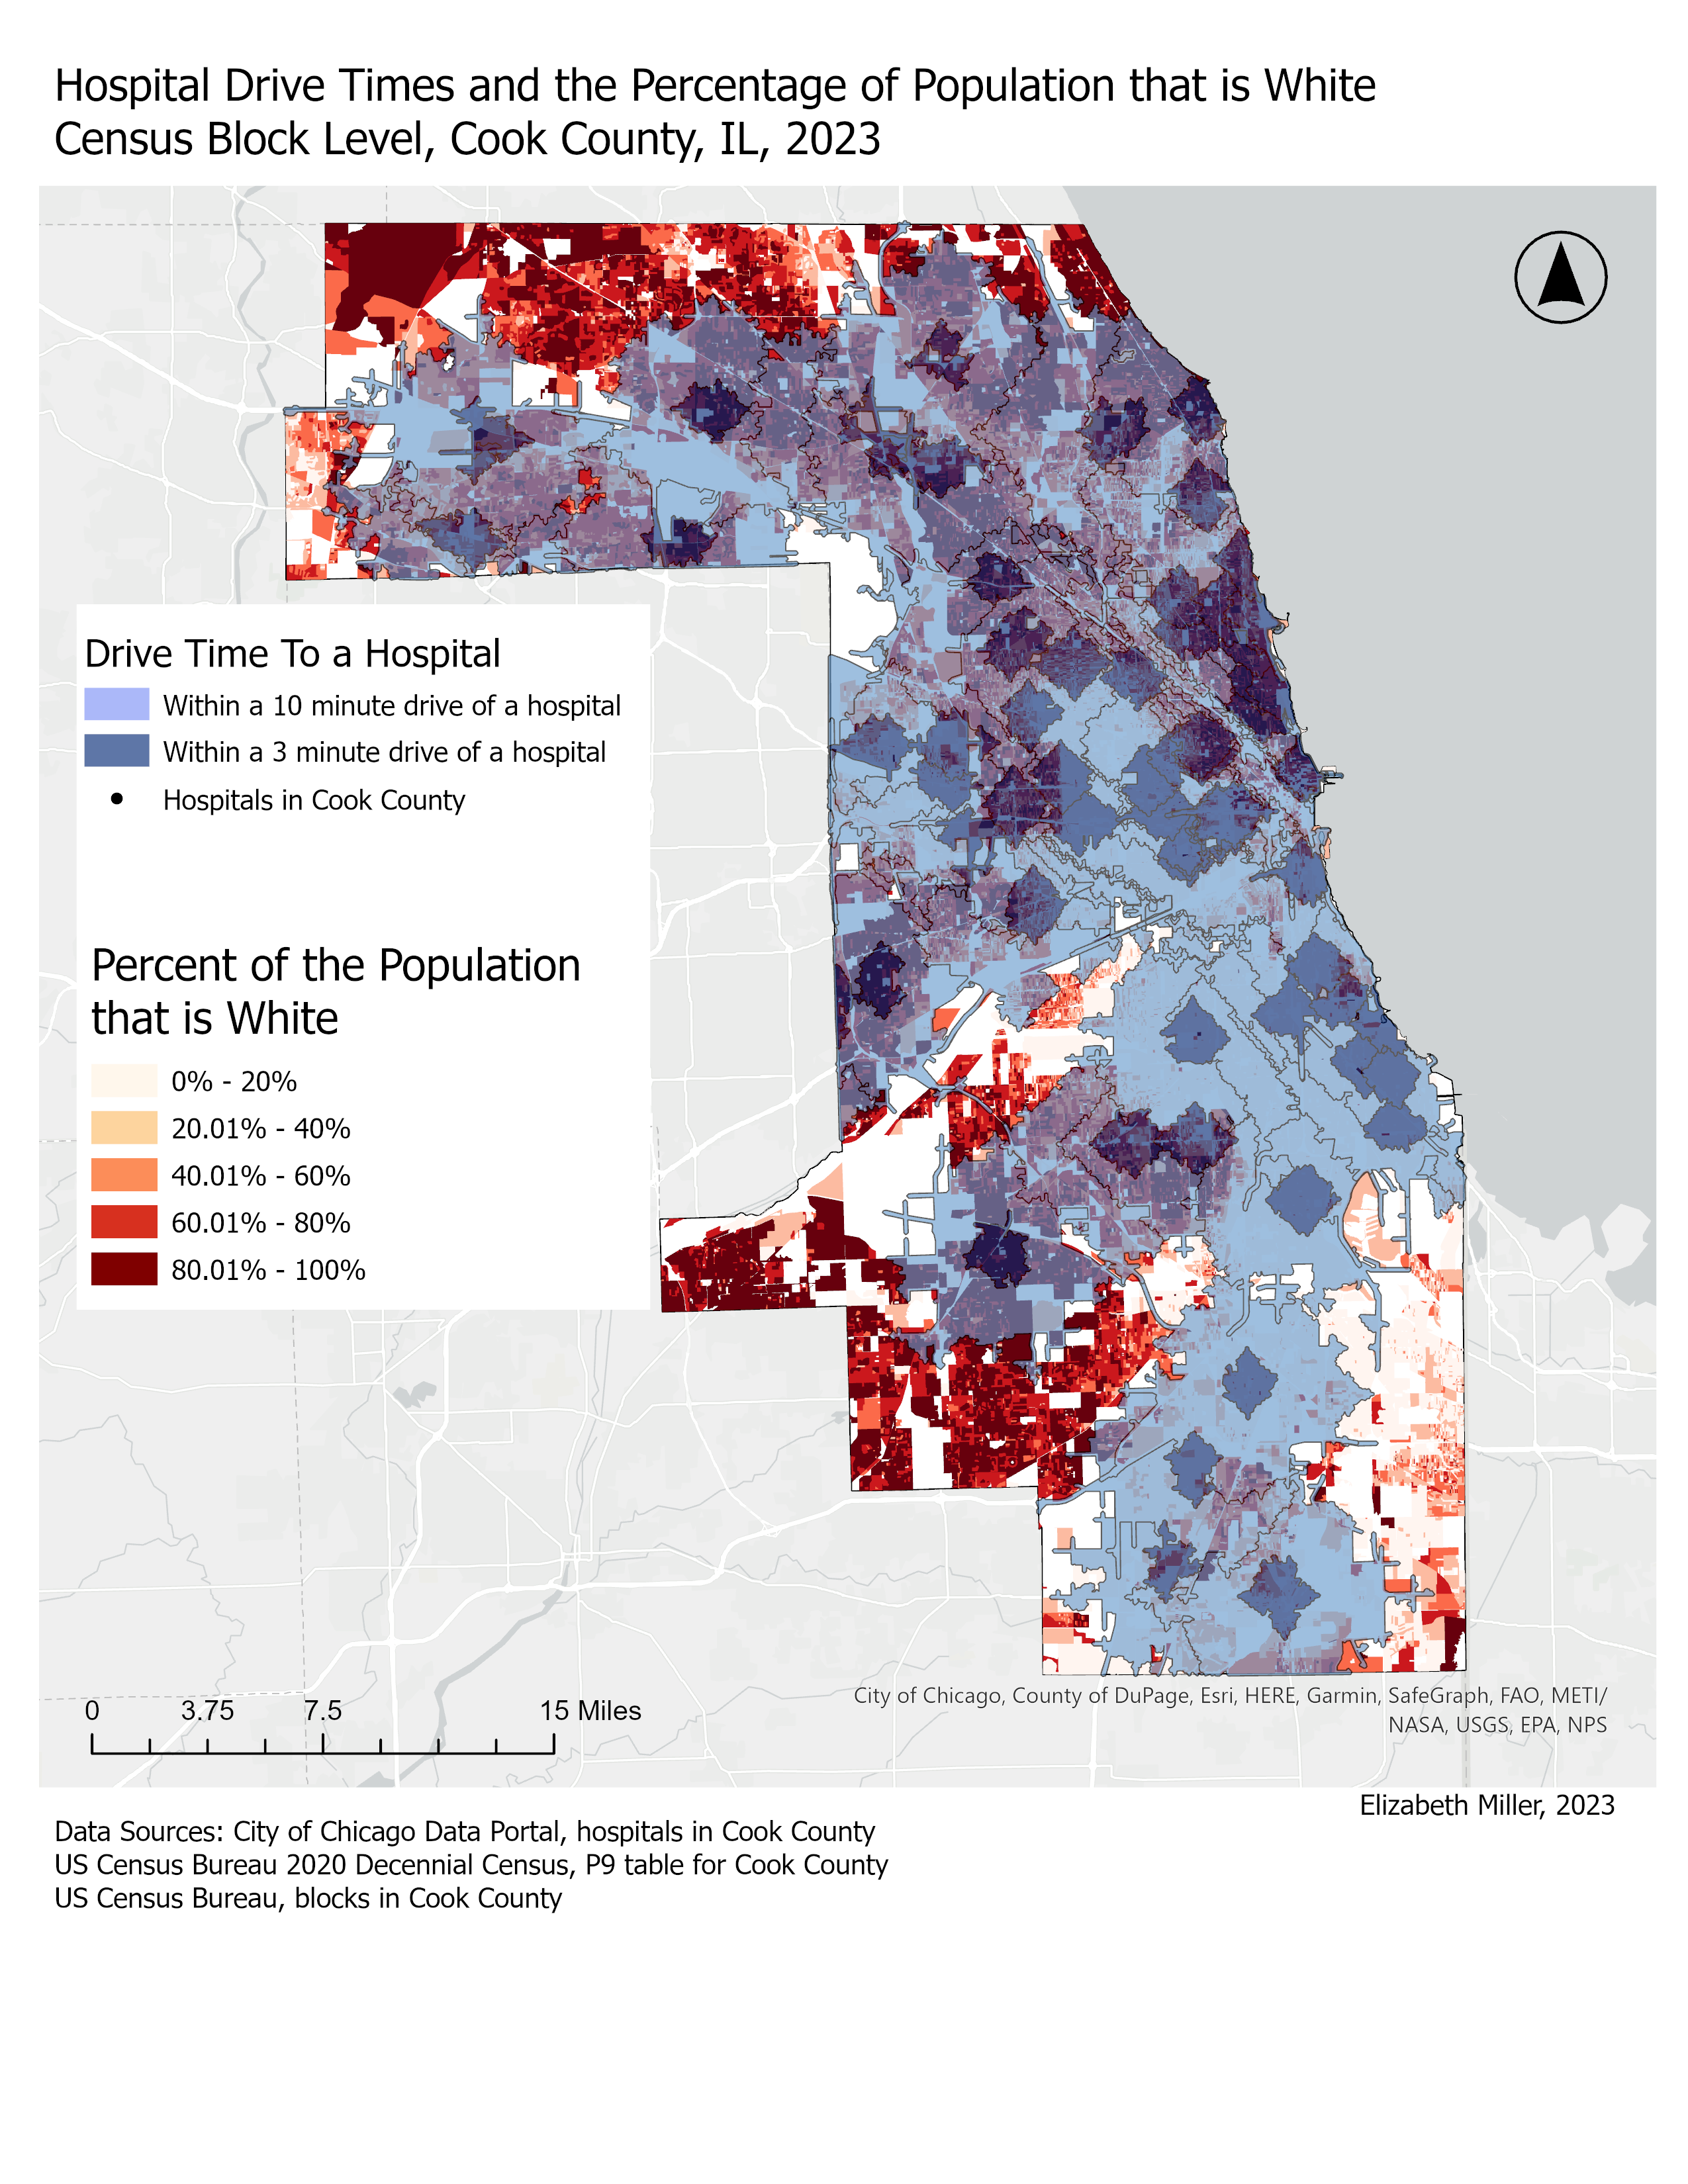 Hospital Drive Times and the Percentage of Population that is White
Census Block Level, Cook County, IL, 2023
Drive Time To a Hospital
Within a 10 minute drive of a hospital
Within a 3 minute drive of a hospital
Hospitals in Cook County
Percent of the Population
that is White
0% - 20%
20.01% - 40%
40.01% - 60%
60.01% - 80%
80.01% - 100%
0 3.75 7.5 15 Miles
City of Chicago, County of DuPage, Esri, HERE, Garmin, SafeGraph, FAO, METI/
NASA, USGS, EPA, NPS
Elizabeth Miller, 2023
Data Sources: City of Chicago Data Portal, hospitals in Cook County
US Census Bureau 2020 Decennial Census, P9 table for Cook County
US Census Bureau, blocks in Cook County